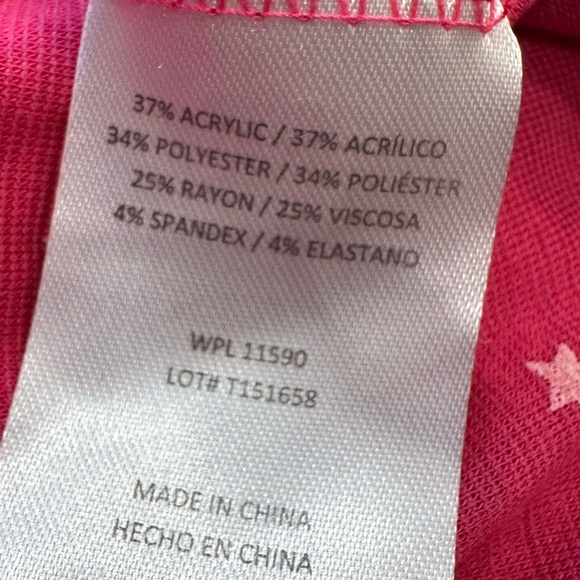 37% ACRYLIC / 37% ACRÍLICO
34% POLYESTER / 34% POLIÉSTER
25% RAYON / 25% VISCOSA
4% SPANDEX / 4% ELASTANO
WPL 11590
LOT# T151658
MADE IN CHINA
HECHO EN CHINA